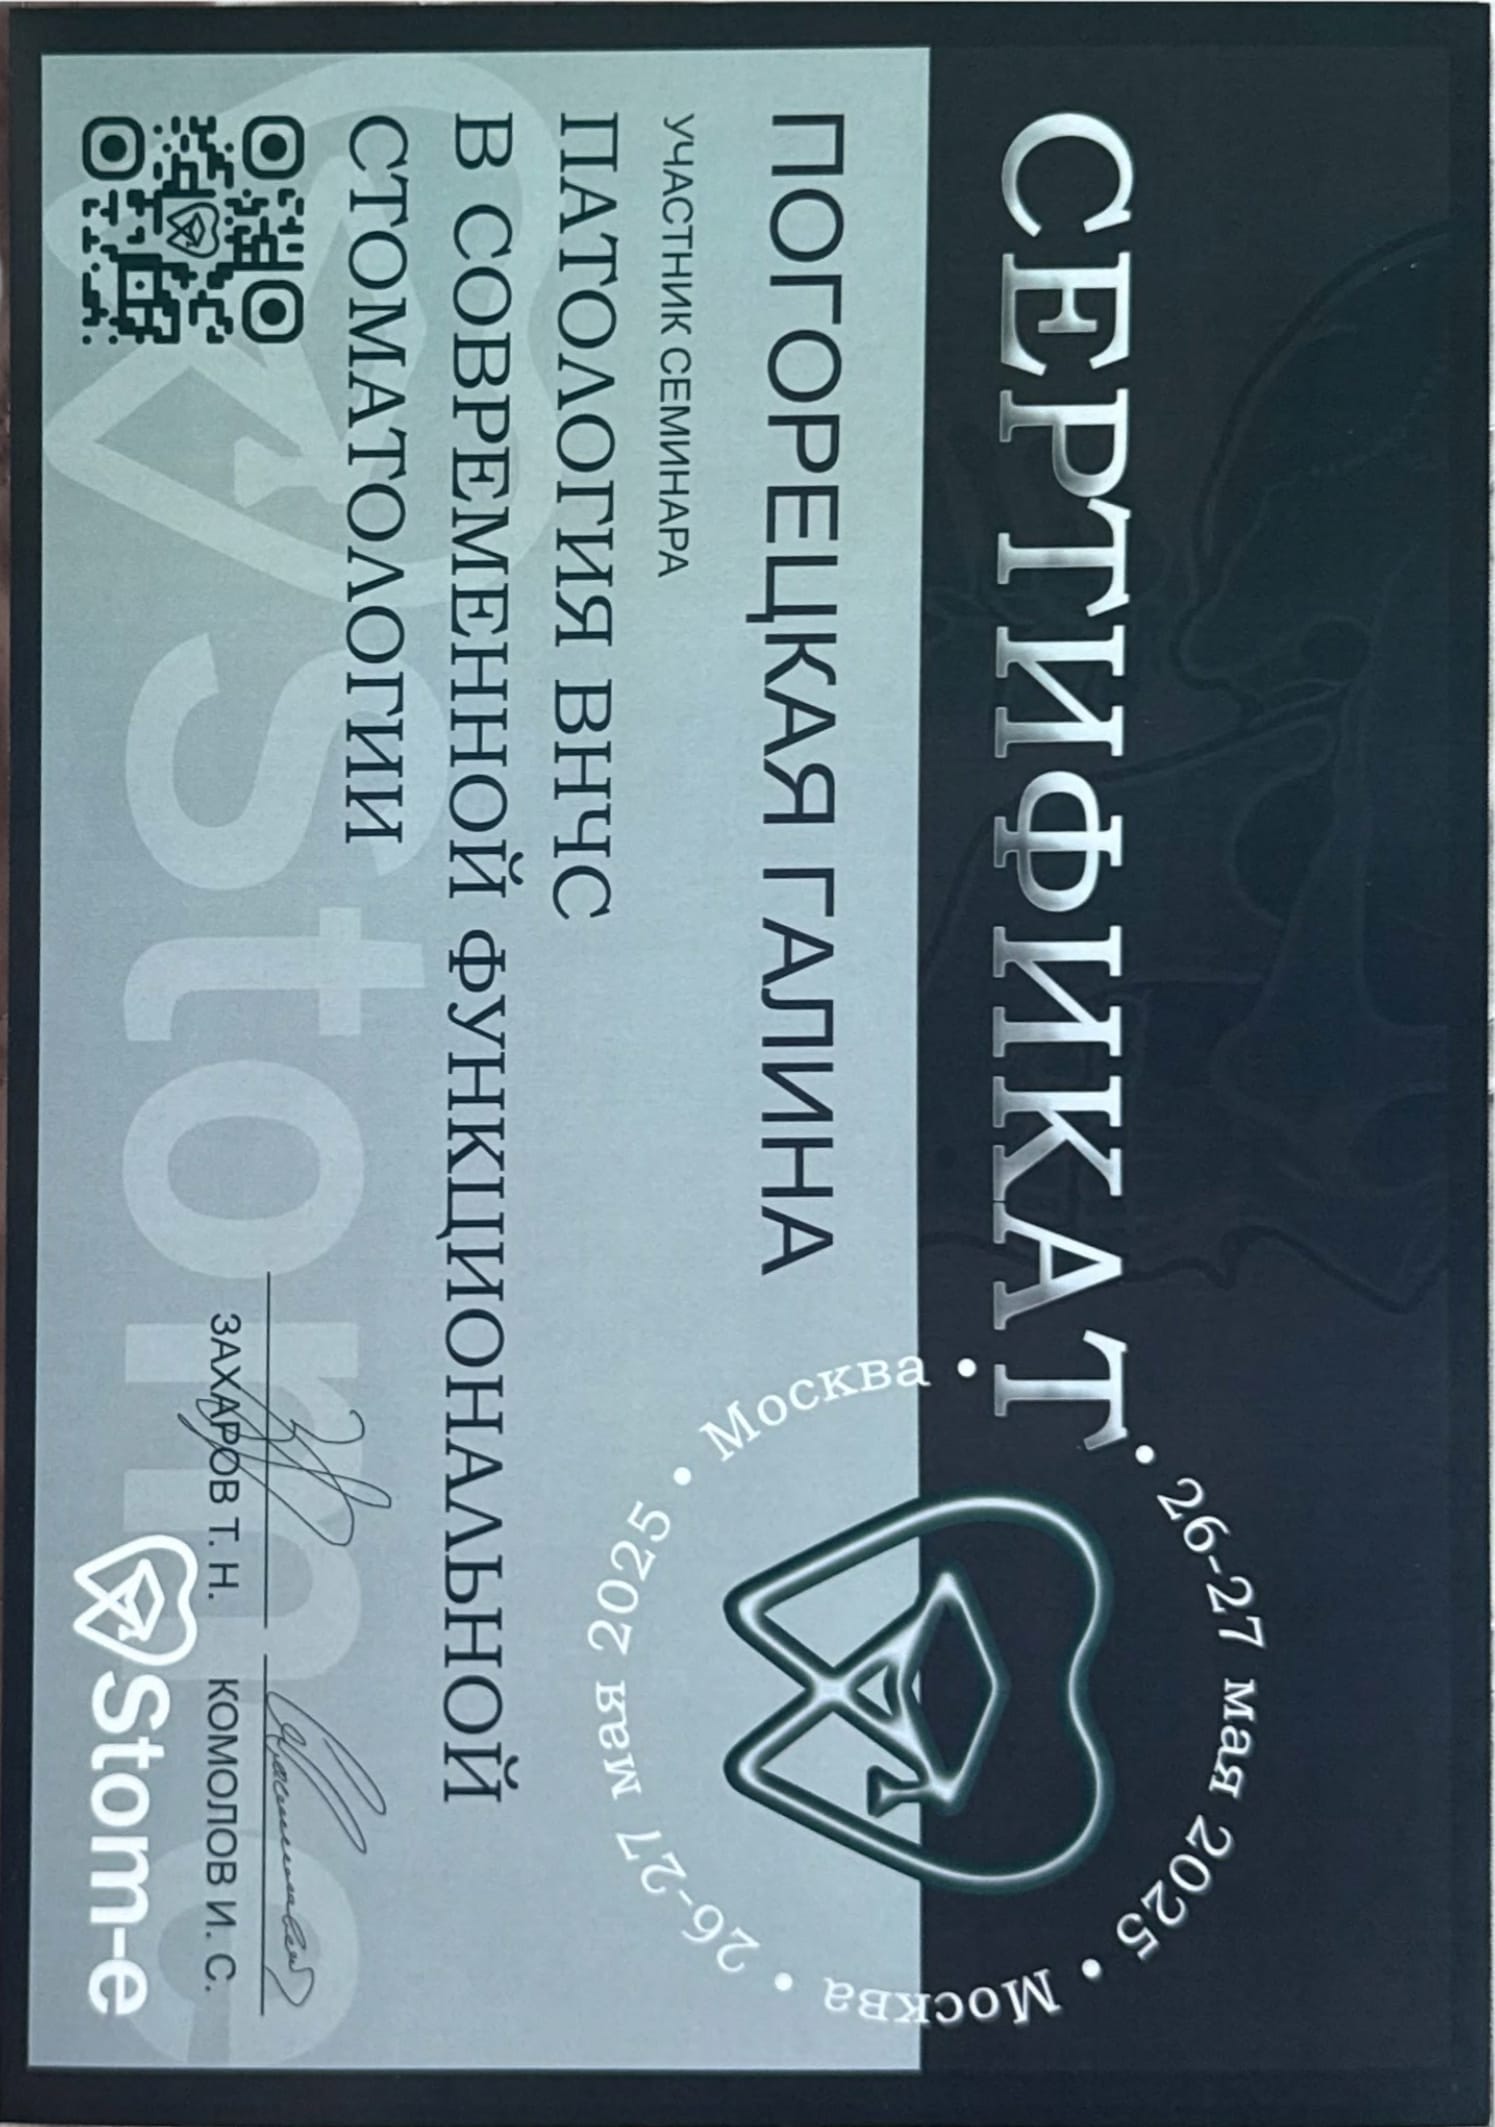 СЕРТИФИКАТ
• 26-27 мая 2025 • Москва • 26-27 мая 2025 • Москва •
ПОГОРЕЦКАЯ ГАЛИНА
УЧАСТНИК СЕМИНАРА
ПАТОЛОГИЯ ВНЧС
В СОВРЕМЕННОЙ ФУНКЦИОНАЛЬНОЙ
СТОМАТОЛОГИИ
ЗАХАРОВ Т. Н.
КОМОЛОВ И. С.
Stom-e
Stom-e